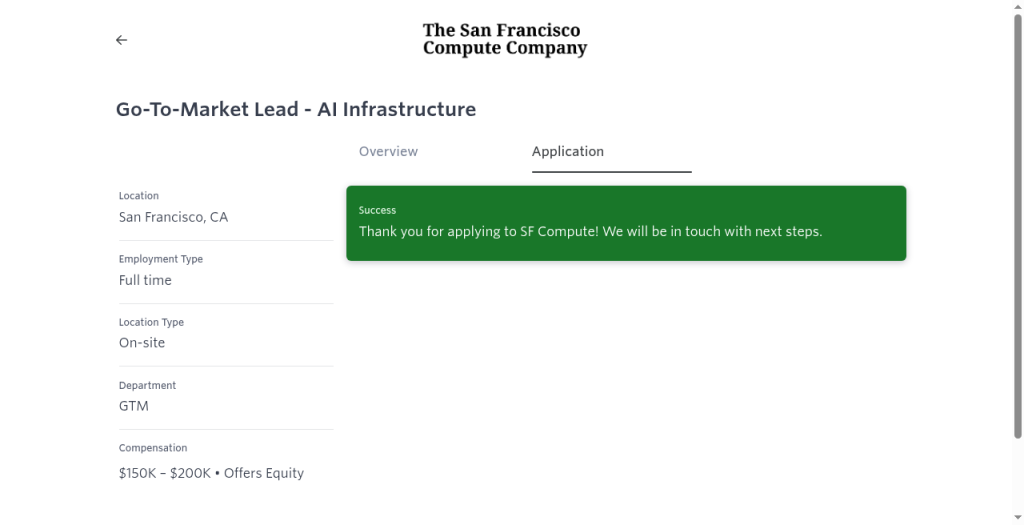 The San Francisco
Compute Company
Go-To-Market Lead - AI Infrastructure
Overview
Application
Location
San Francisco, CA
Employment Type
Full time
Location Type
On-site
Department
GTM
Compensation
$150K – $200K • Offers Equity
Success
Thank you for applying to SF Compute! We will be in touch with next steps.